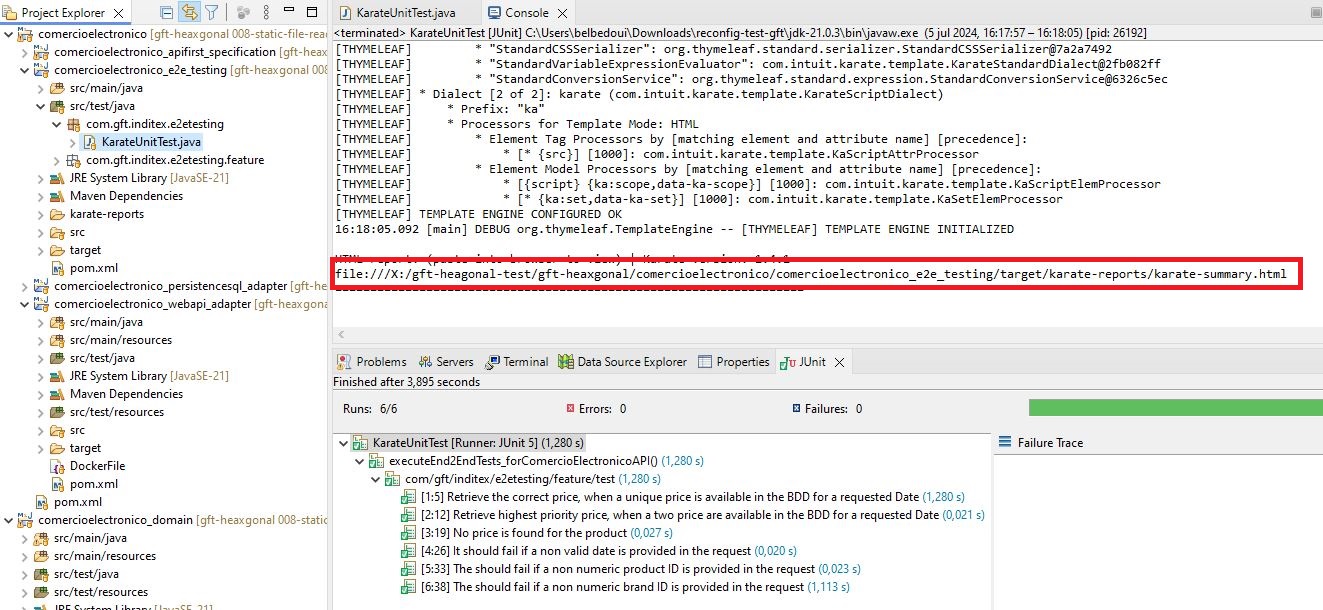 Project Explorer
comercioelectronico [gft-heaxgonal 008-static-file-read
comercioelectronico_apifirst_specification [gft-heaxg
comercioelectronico_e2e_testing [gft-heaxgonal 008
src/main/java
src/test/java
com.gft.inditex.e2etesting
KarateUnitTest.java
com.gft.inditex.e2etesting.feature
JRE System Library [JavaSE-21]
Maven Dependencies
karate-reports
src
target
pom.xml
comercioelectronico_persistencesql_adapter [gft-he
comercioelectronico_webapi_adapter [gft-heaxgonal
src/main/java
src/main/resources
src/test/java
JRE System Library [JavaSE-21]
Maven Dependencies
src/test/resources
src
target
DockerFile
pom.xml
pom.xml
comercioelectronico_domain [gft-heaxgonal 008-static
src/main/java
src/main/resources
src/test/java
src/test/resources
JRE System Library [JavaSE-21]
KarateUnitTest.java
Console
<terminated> KarateUnitTest [JUnit] C:\Users\belbedoui\Downloads\reconfig-test-gft\jdk-21.0.3\bin\javaw.exe (5 jul 2024, 16:17:57 – 16:18:05) [pid: 26192]
[THYMELEAF] * "StandardCSSSerializer": org.thymeleaf.standard.serializer.StandardCSSSerializer@7a2a7492
[THYMELEAF] * "StandardVariableExpressionEvaluator": com.intuit.karate.template.KarateStandardDialect@2fb082ff
[THYMELEAF] * "StandardConversionService": org.thymeleaf.standard.expression.StandardConversionService@6326c5ec
[THYMELEAF] * Dialect [2 of 2]: karate (com.intuit.karate.template.KarateScriptDialect)
[THYMELEAF] * Prefix: "ka"
[THYMELEAF] * Processors for Template Mode: HTML
[THYMELEAF] * Element Tag Processors by [matching element and attribute name] [precedence]:
[THYMELEAF] * [* {src}] [1000]: com.intuit.karate.template.KaScriptAttrProcessor
[THYMELEAF] * Element Model Processors by [matching element and attribute name] [precedence]:
[THYMELEAF] * [{script} {ka:scope,data-ka-scope}] [1000]: com.intuit.karate.template.KaScriptElemProcessor
[THYMELEAF] * [* {ka:set,data-ka-set}] [1000]: com.intuit.karate.template.KaSetElemProcessor
[THYMELEAF] TEMPLATE ENGINE CONFIGURED OK
16:18:05.092 [main] DEBUG org.thymeleaf.TemplateEngine -- [THYMELEAF] TEMPLATE ENGINE INITIALIZED
HTML report: (paste into browser to view) | Karate version: 1.4.1
file:///X:/gft-heagonal-test/gft-heaxgonal/comercioelectronico/comercioelectronico_e2e_testing/target/karate-reports/karate-summary.html
Problems Servers Terminal Data Source Explorer Properties JUnit
Finished after 3,895 seconds
Runs: 6/6 Errors: 0 Failures: 0
KarateUnitTest [Runner: JUnit 5] (1,280 s)
executeEnd2EndTests_forComercioElectronicoAPI() (1,280 s)
com/gft/inditex/e2etesting/feature/test (1,280 s)
[1:5] Retrieve the correct price, when a unique price is available in the BDD for a requested Date (1,280 s)
[2:12] Retrieve highest priority price, when a two price are available in the BDD for a requested Date (0,021 s)
[3:19] No price is found for the product (0,027 s)
[4:26] It should fail if a non valid date is provided in the request (0,020 s)
[5:33] The should fail if a non numeric product ID is provided in the request (0,023 s)
[6:38] The should fail if a non numeric brand ID is provided in the request (1,113 s)
Failure Trace